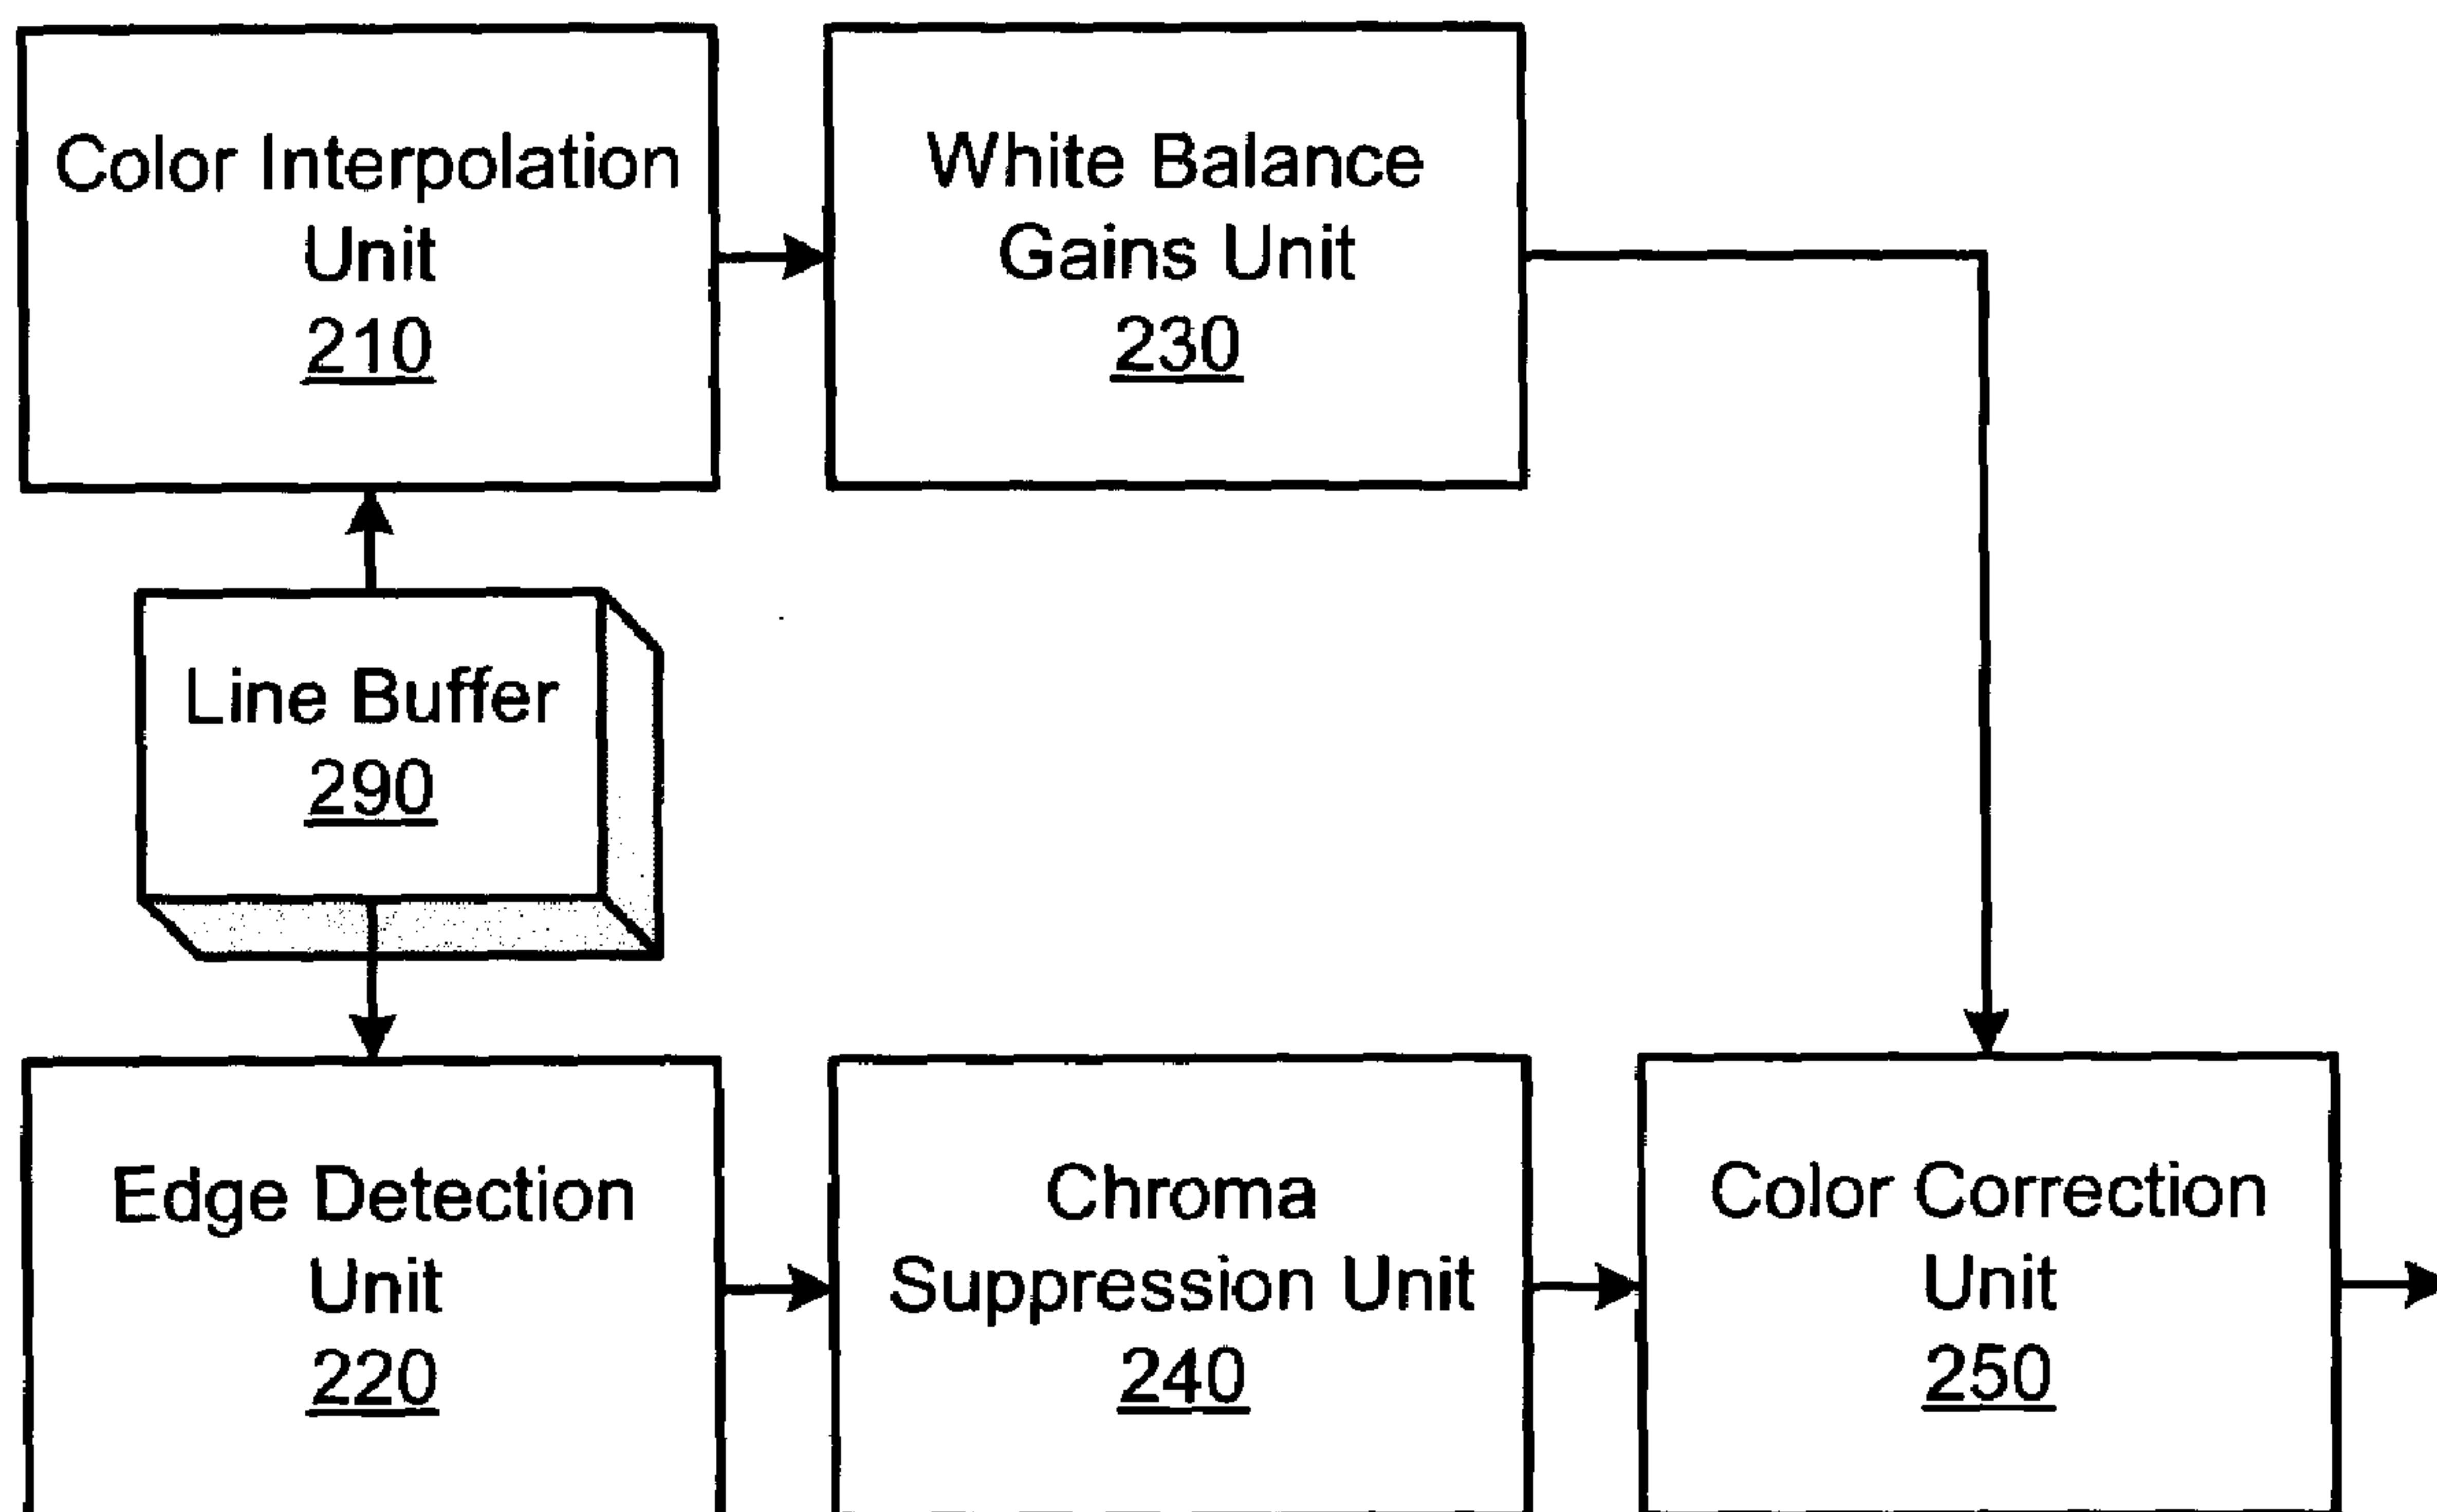 Color Interpolation
Unit
210
White Balance
Gains Unit
230
Line Buffer
290
Edge Detection
Unit
220
Chroma
Suppression Unit
240
Color Correction
Unit
250